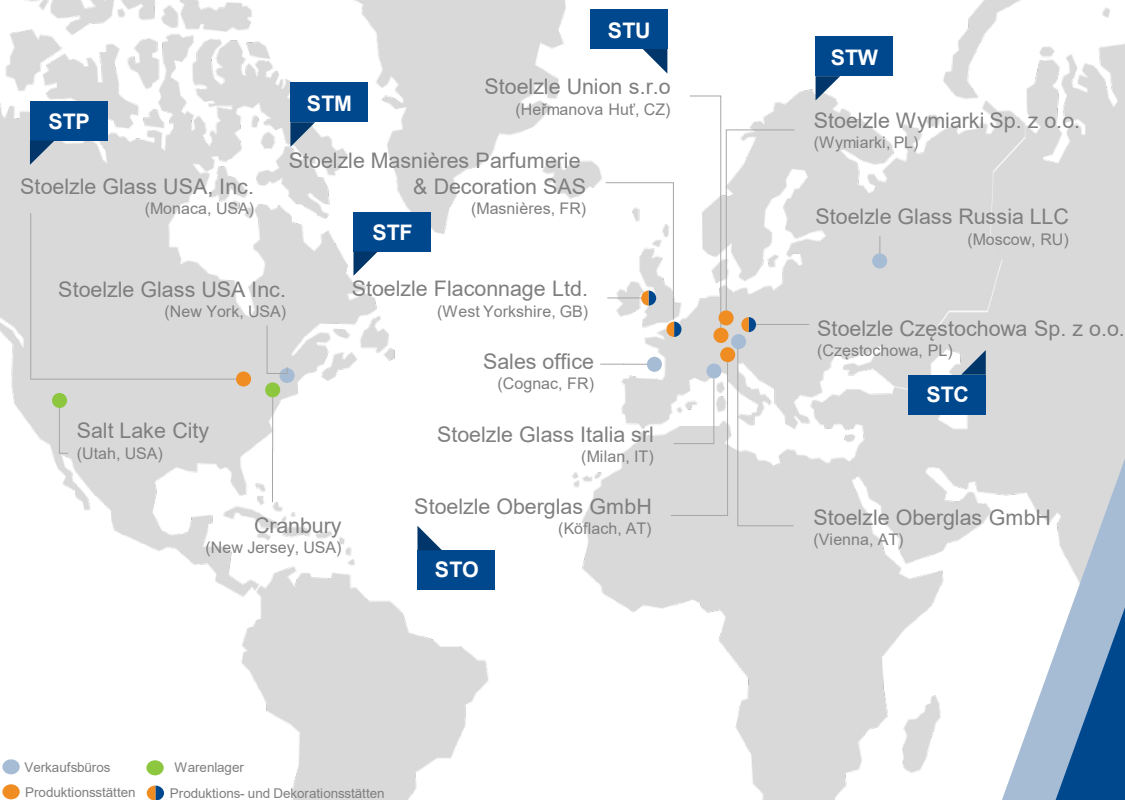 STU
Stoelzle Union s.r.o
(Heřmanova Huť, CZ)
STW
Stoelzle Wymiarki Sp. z o.o.
(Wymiarki, PL)
STP
Stoelzle Glass USA, Inc.
(Monaca, USA)
STM
Stoelzle Masnières Parfumerie
& Decoration SAS
(Masnières, FR)
Stoelzle Glass Russia LLC
(Moscow, RU)
STF
Stoelzle Flaconnage Ltd.
(West Yorkshire, GB)
Stoelzle Glass USA Inc.
(New York, USA)
Stoelzle Częstochowa Sp. z o.o.
(Częstochowa, PL)
STC
Sales office
(Cognac, FR)
Salt Lake City
(Utah, USA)
Stoelzle Glass Italia srl
(Milan, IT)
Stoelzle Oberglas GmbH
(Köflach, AT)
STO
Stoelzle Oberglas GmbH
(Vienna, AT)
Cranbury
(New Jersey, USA)
Verkaufsbüros
Warenlager
Produktionsstätten
Produktions- und Dekorationsstätten